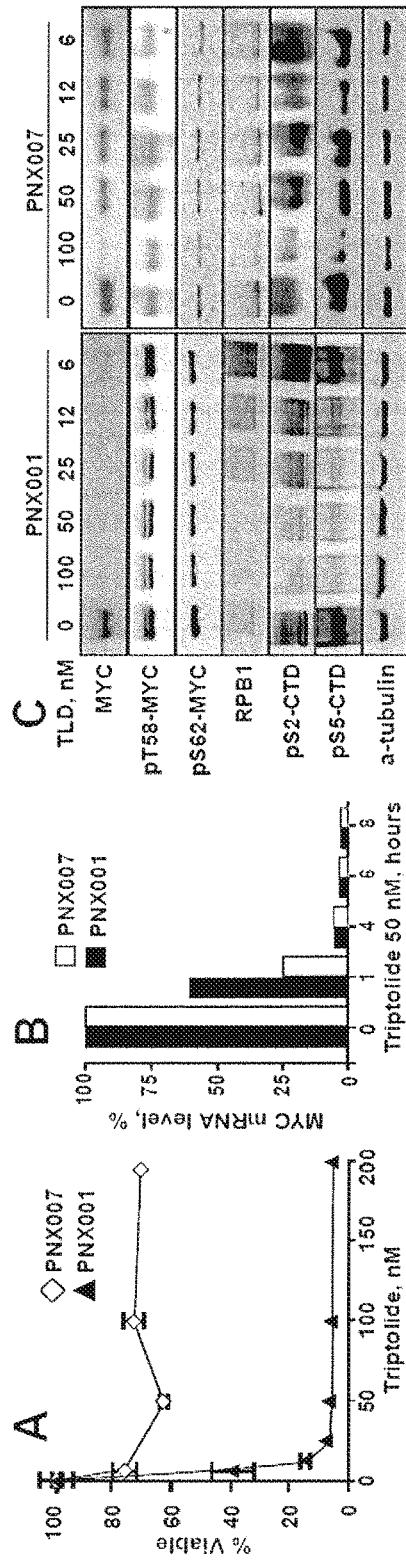 A
% Viable
100
80
60
40
20
0
0
50
100
150
200
Triptolide, nM
PNX007
PNX001
B
MYC mRNA level, %
100
75
50
25
0
0
1
4
6
8
Triptolide 50 nM, hours
PNX007
PNX001
C
PNX001
PNX007
TLD, nM
0 100 50 25 12 6
0 100 50 25 12 6
MYC
pT58-MYC
pS62-MYC
RPB1
pS2-CTD
pS5-CTD
a-tubulin